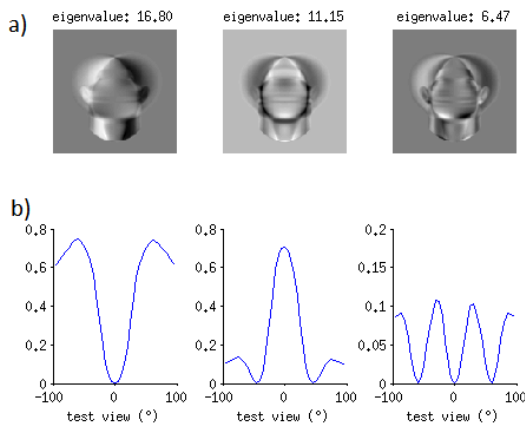 a)
eigenvalue: 16.80 eigenvalue: 11.15 eigenvalue: 6.47
b)
0.8 0.8 0.2
0.6 0.6 0.15
0.4 0.4 0.1
0.2 0.2 0.05
0 0 0
-100 0 100 -100 0 100 -100 0 100
test view (°) test view (°) test view (°)